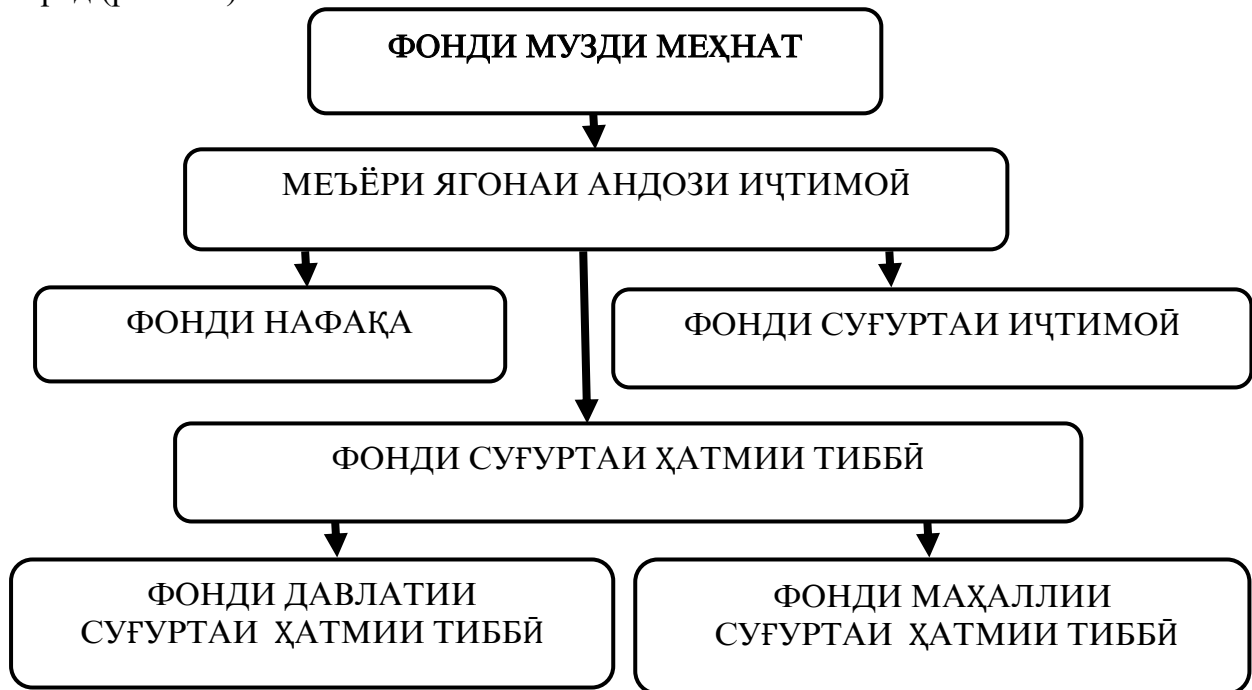 ФОНДИ МУЗДИ МЕҲНАТ
МЕЪЁРИ ЯГОНАИ АНДОЗИ ИҶТИМОӢ
ФОНДИ НАФАҚА
ФОНДИ СУҒУРТАИ ИҶТИМОӢ
ФОНДИ СУҒУРТАИ ҲАТМИИ ТИББӢ
ФОНДИ ДАВЛАТИИ
СУҒУРТАИ ҲАТМИИ ТИББӢ
ФОНДИ МАҲАЛЛИИ
СУҒУРТАИ ҲАТМИИ ТИББӢ